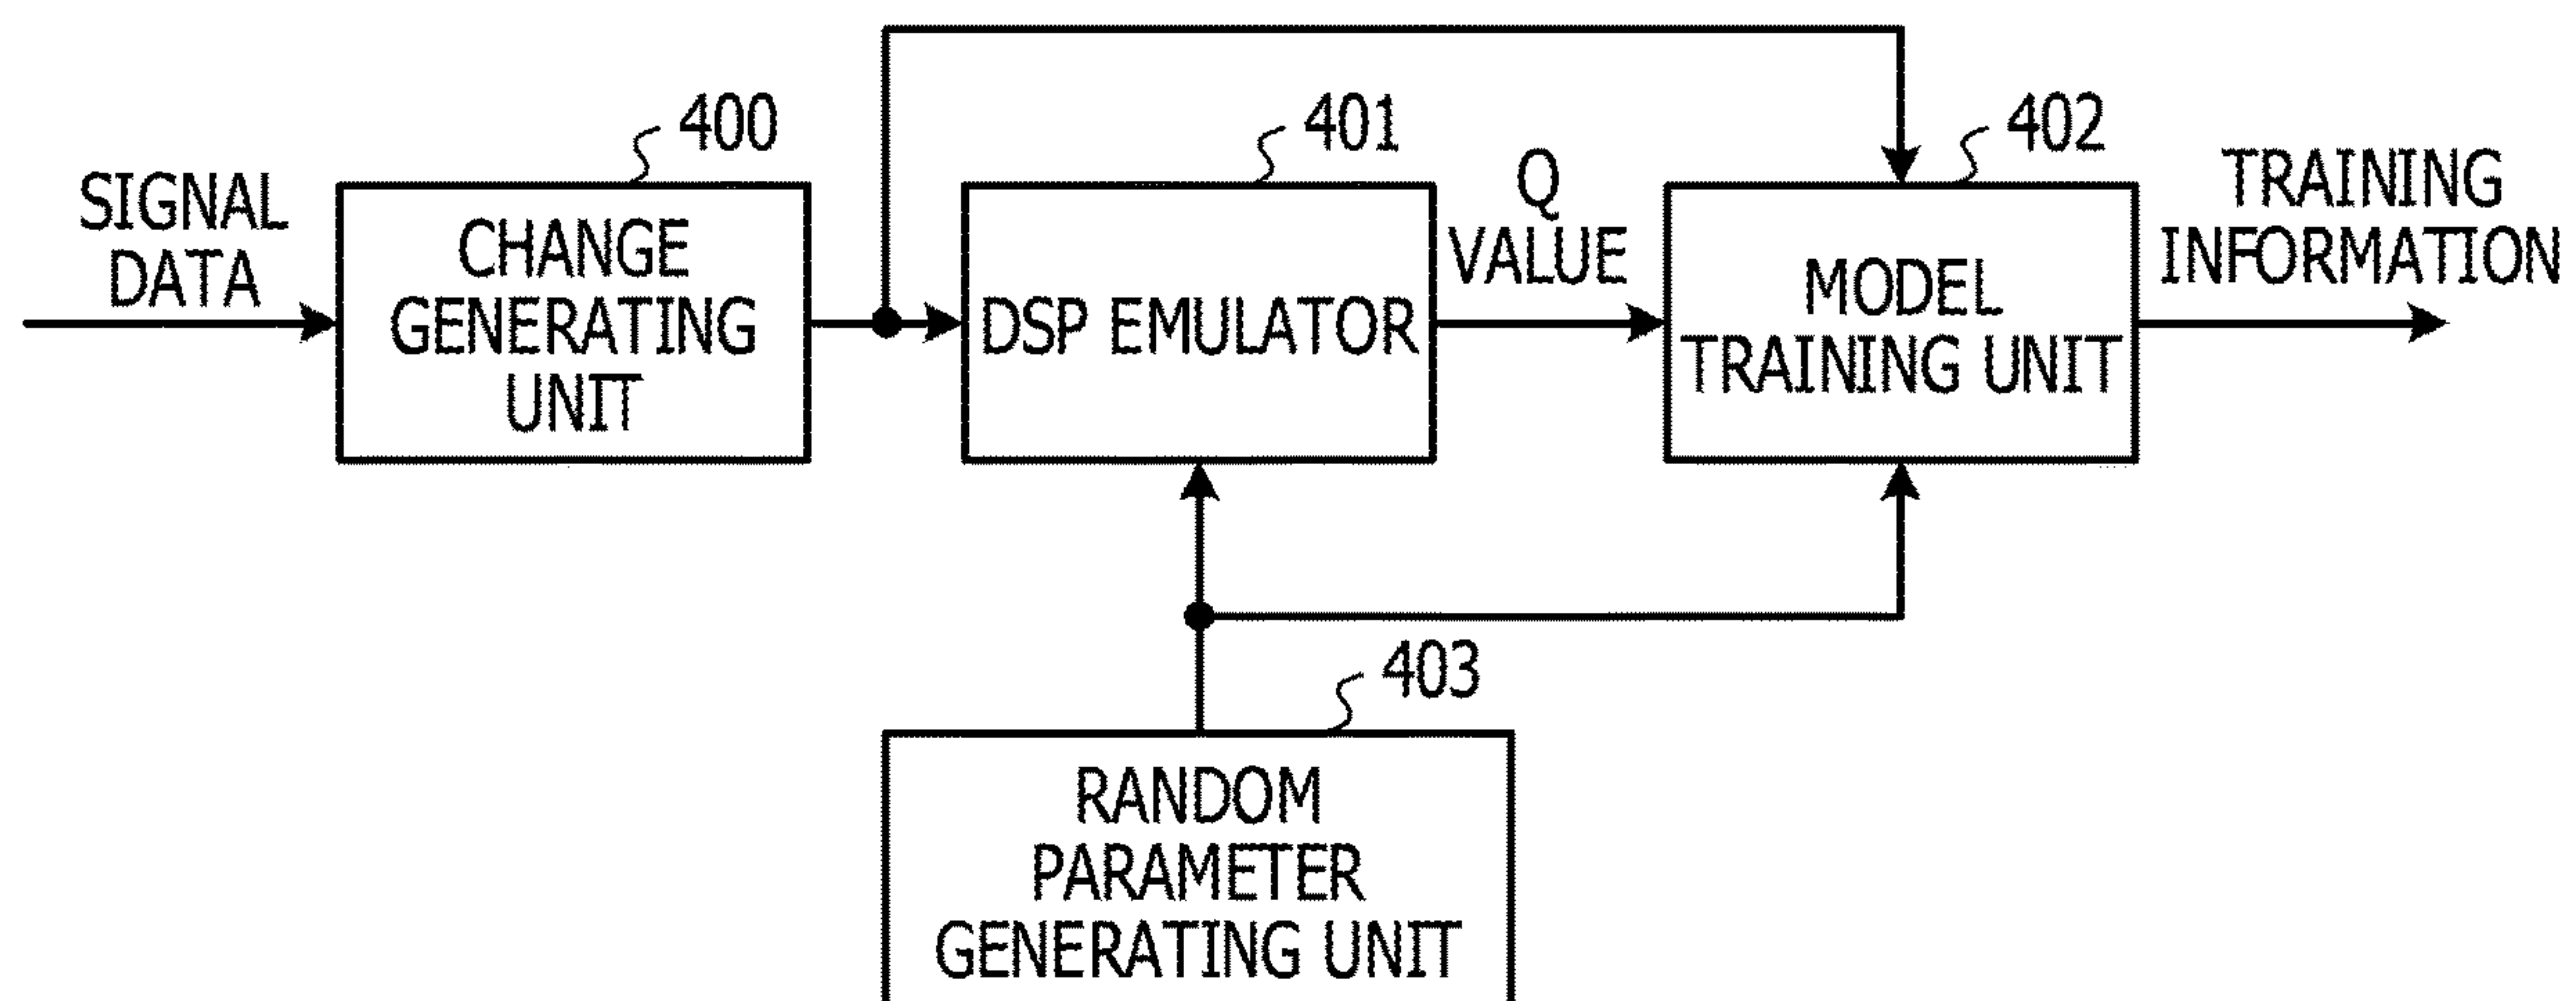 400
401
402
SIGNAL
DATA
CHANGE
GENERATING
UNIT
DSP EMULATOR
Q
VALUE
MODEL
TRAINING UNIT
TRAINING
INFORMATION
403
RANDOM
PARAMETER
GENERATING UNIT